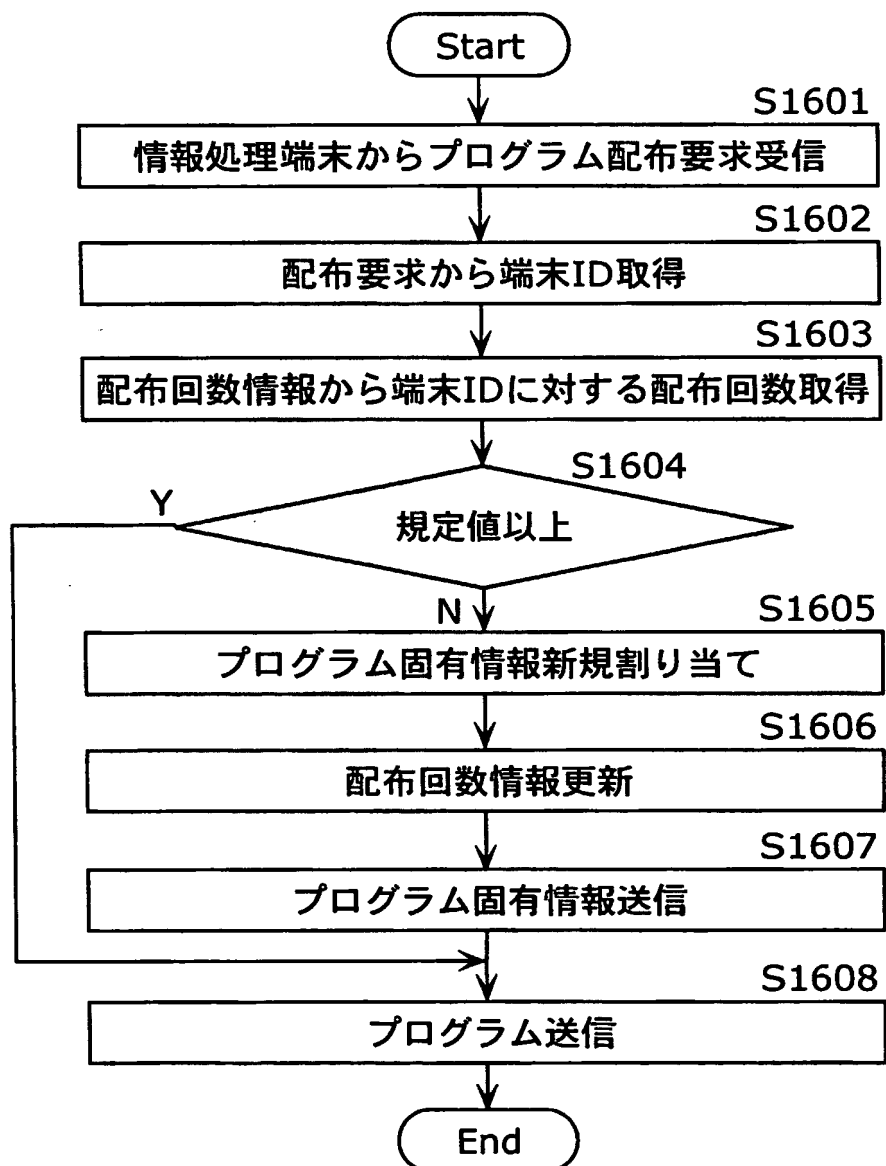 Start
S1601
情報処理端末からプログラム配布要求受信
S1602
配布要求から端末ID取得
S1603
配布回数情報から端末IDに対する配布回数取得
S1604
規定値以上
Y
N
S1605
プログラム固有情報新規割り当て
S1606
配布回数情報更新
S1607
プログラム固有情報送信
S1608
プログラム送信
End